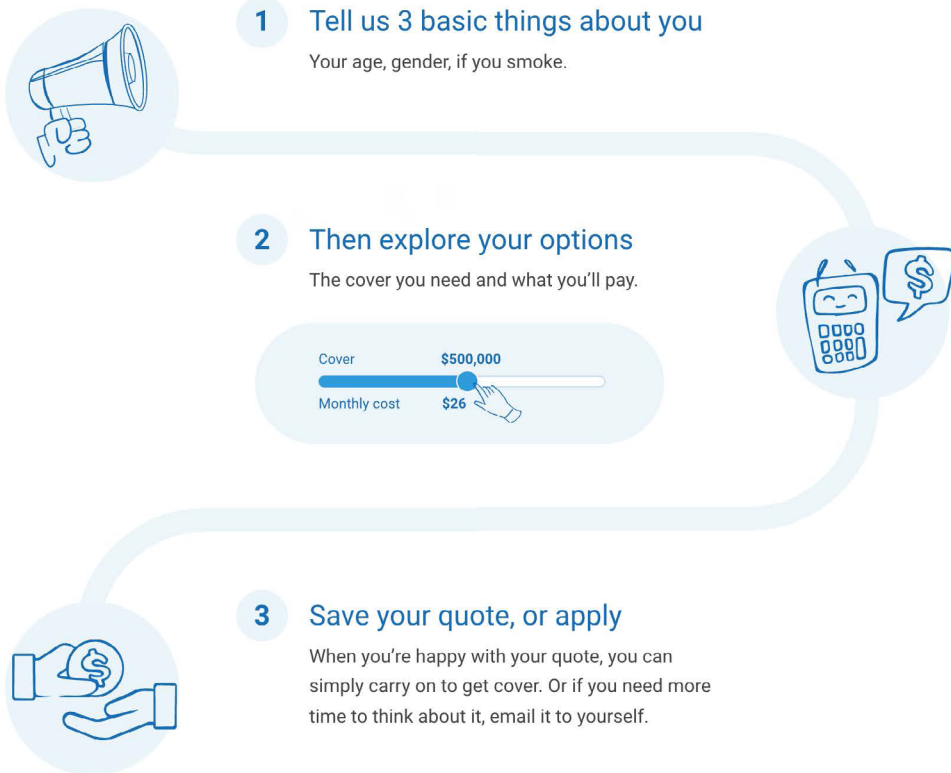 1 Tell us 3 basic things about you
Your age, gender, if you smoke.
2 Then explore your options
The cover you need and what you'll pay.
$
Cover $500,000
Monthly cost $26
3 Save your quote, or apply
When you're happy with your quote, you can
simply carry on to get cover. Or if you need more
time to think about it, email it to yourself.
$